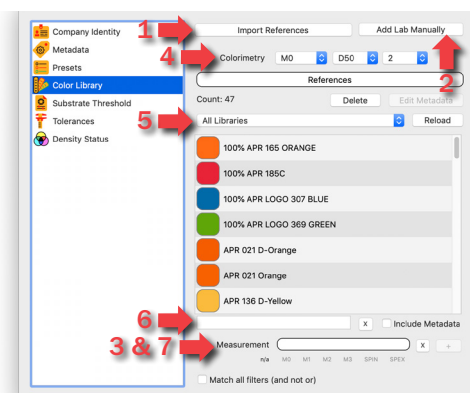 Company Identity
Metadata
Presets
Color Library
Substrate Threshold
Tolerances
Density Status
1
Import References
Add Lab Manually
4
Colorimetry
M0
D50
2
2
References
Count: 47
Delete
Edit Metadata
5
All Libraries
Reload
100% APR 165 ORANGE
100% APR 185C
100% APR LOGO 307 BLUE
100% APR LOGO 369 GREEN
APR 021 D-Orange
APR 021 Orange
APR 136 D-Yellow
6
x
Include Metadata
3 & 7
Measurement
x
+
n/a M0 M1 M2 M3 SPIN SPEX
Match all filters (and not or)